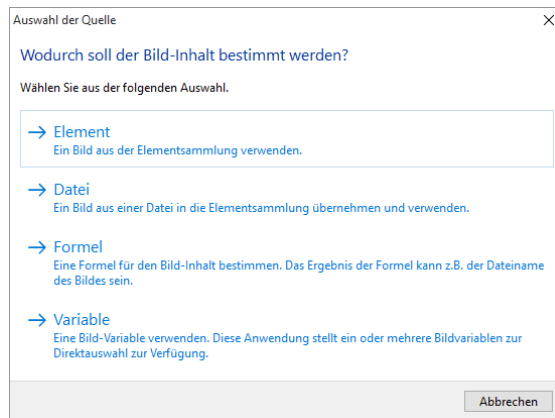 Auswahl der Quelle
Wodurch soll der Bild-Inhalt bestimmt werden?
Wählen Sie aus der folgenden Auswahl.
Element
Ein Bild aus der Elementsammlung verwenden.
Datei
Ein Bild aus einer Datei in die Elementsammlung übernehmen und verwenden.
Formel
Eine Formel für den Bild-Inhalt bestimmen. Das Ergebnis der Formel kann z.B. der Dateiname
des Bildes sein.
Variable
Eine Bild-Variable verwenden. Diese Anwendung stellt ein oder mehrere Bildvariablen zur
Direktauswahl zur Verfügung.
Abbrechen